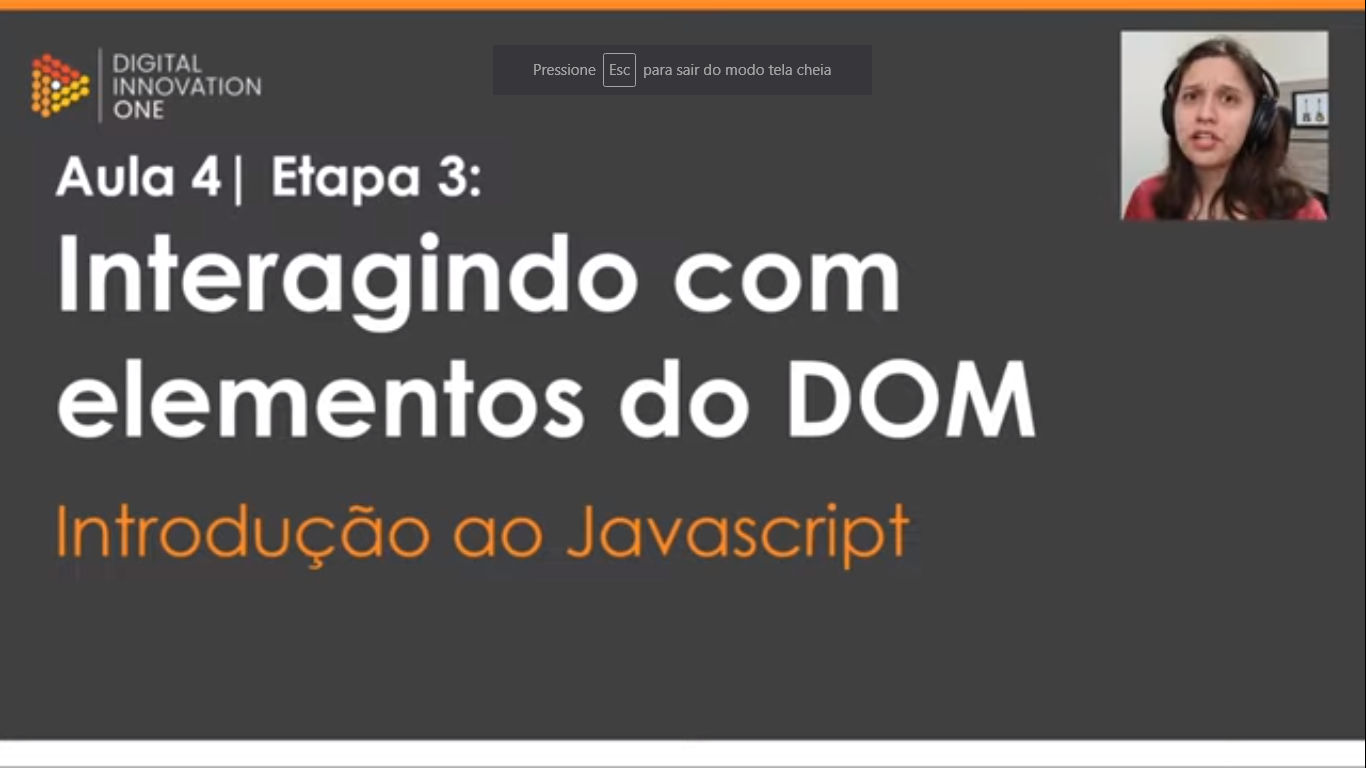 DIGITAL
INNOVATION
ONE
Pressione Esc para sair do modo tela cheia
Aula 4| Etapa 3:
Interagindo com
elementos do DOM
Introdução ao Javascript